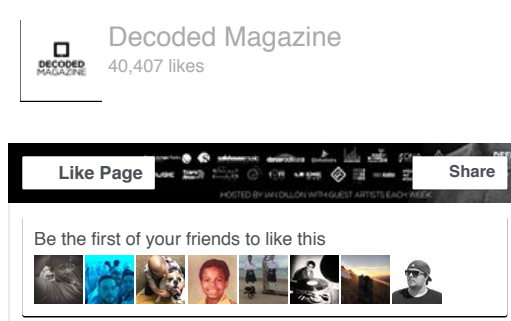 Decoded Magazine
DECODED
MAGAZINE
40,407 likes
Like Page
Share
HOSTED BY IAN DILLON WITH GUEST ARTISTS EACH WEEK
Be the first of your friends to like this